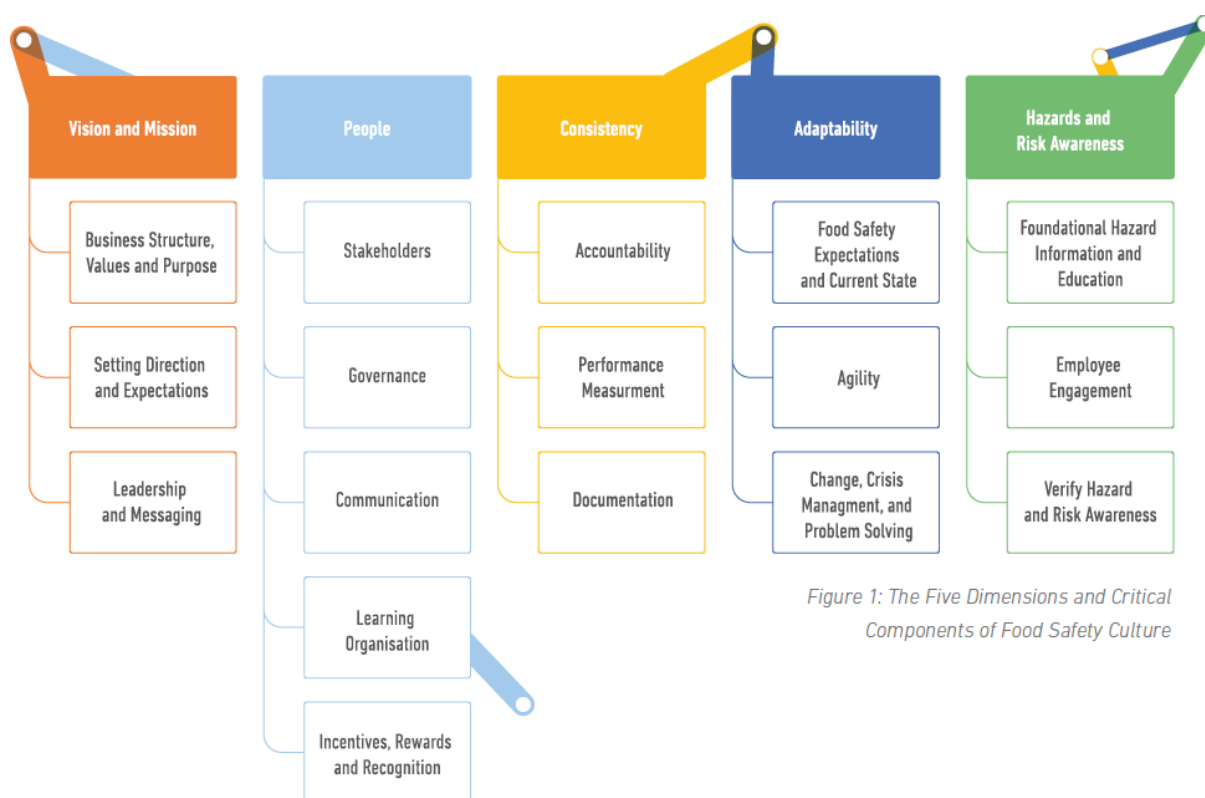 Vision and Mission
Business Structure,
Values and Purpose
Setting Direction
and Expectations
Leadership
and Messaging
People
Stakeholders
Governance
Communication
Learning
Organisation
Incentives, Rewards
and Recognition
Consistency
Accountability
Performance
Measurment
Documentation
Adaptability
Food Safety
Expectations
and Current State
Agility
Change, Crisis
Managment, and
Problem Solving
Hazards and
Risk Awareness
Foundational Hazard
Information and
Education
Employee
Engagement
Verify Hazard
and Risk Awareness
Figure 1: The Five Dimensions and Critical
Components of Food Safety Culture